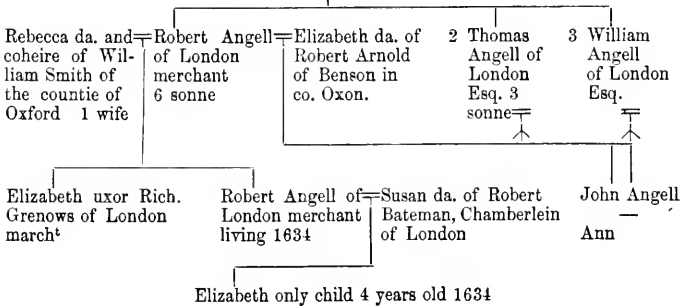 Rebecca da. and
coheire of Wil-
liam Smith of
the countie of
Oxford 1 wife
Robert Angell
of London
merchant
6 sonne
Elizabeth da. of
Robert Arnold
of Benson in
co. Oxon.
2 Thomas
Angell of
London
Esq. 3
sonne
3 William
Angell
of London
Esq.
Elizabeth uxor Rich.
Grenows of London
marchᵗ
Robert Angell of
London merchant
living 1634
Susan da. of Robert
Bateman, Chamberlein
of London
John Angell
—
Ann
Elizabeth only child 4 years old 1634